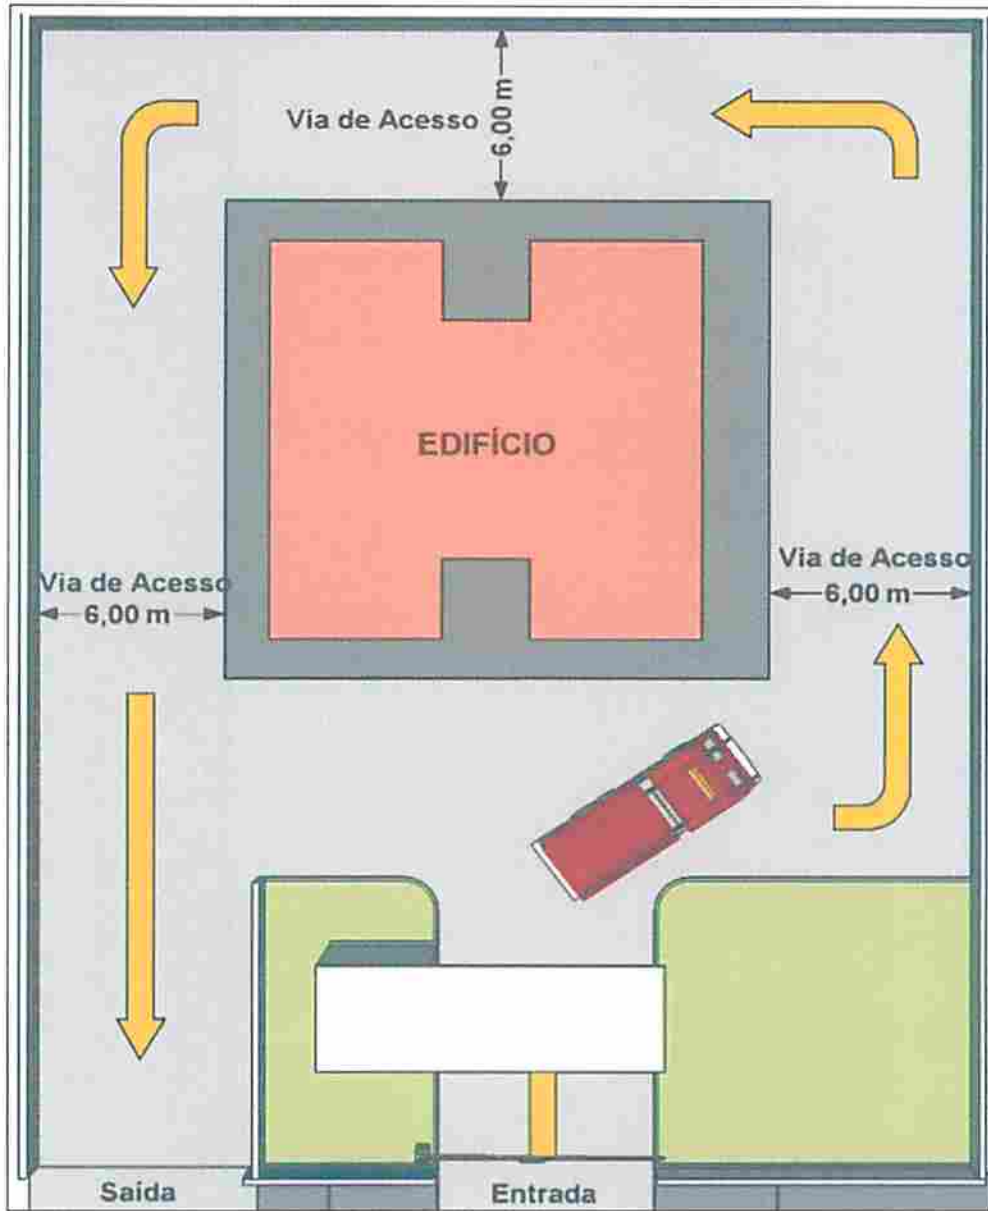 Via de Acesso
6,00 m
EDIFÍCIO
Via de Acesso
6,00 m
Via de Acesso
6,00 m
Saída
Entrada